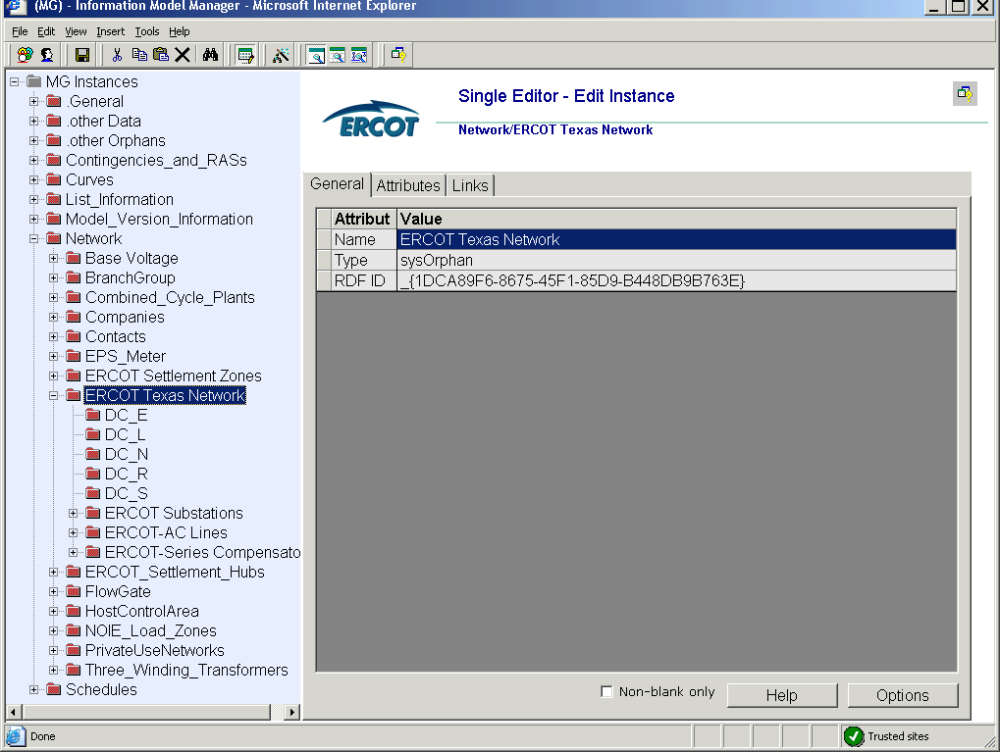 (MG) - Information Model Manager - Microsoft Internet Explorer
File Edit View Insert Tools Help
MG Instances
.General
.other Data
.other Orphans
Contingencies_and_RASs
Curves
List_Information
Model_Version_Information
Network
Base Voltage
BranchGroup
Combined_Cycle_Plants
Companies
Contacts
EPS_Meter
ERCOT Settlement Zones
ERCOT Texas Network
DC_E
DC_L
DC_N
DC_R
DC_S
ERCOT Substations
ERCOT-AC Lines
ERCOT-Series Compensato
ERCOT_Settlement_Hubs
FlowGate
HostControlArea
NOIE_Load_Zones
PrivateUseNetworks
Three_Winding_Transformers
Schedules
ERCOT
Single Editor - Edit Instance
Network/ERCOT Texas Network
General Attributes Links
Attribut Value
Name ERCOT Texas Network
Type sysOrphan
RDF ID _{1DCA89F6-8675-45F1-85D9-B448DB9B763E}
Non-blank only Help Options
Done Trusted sites